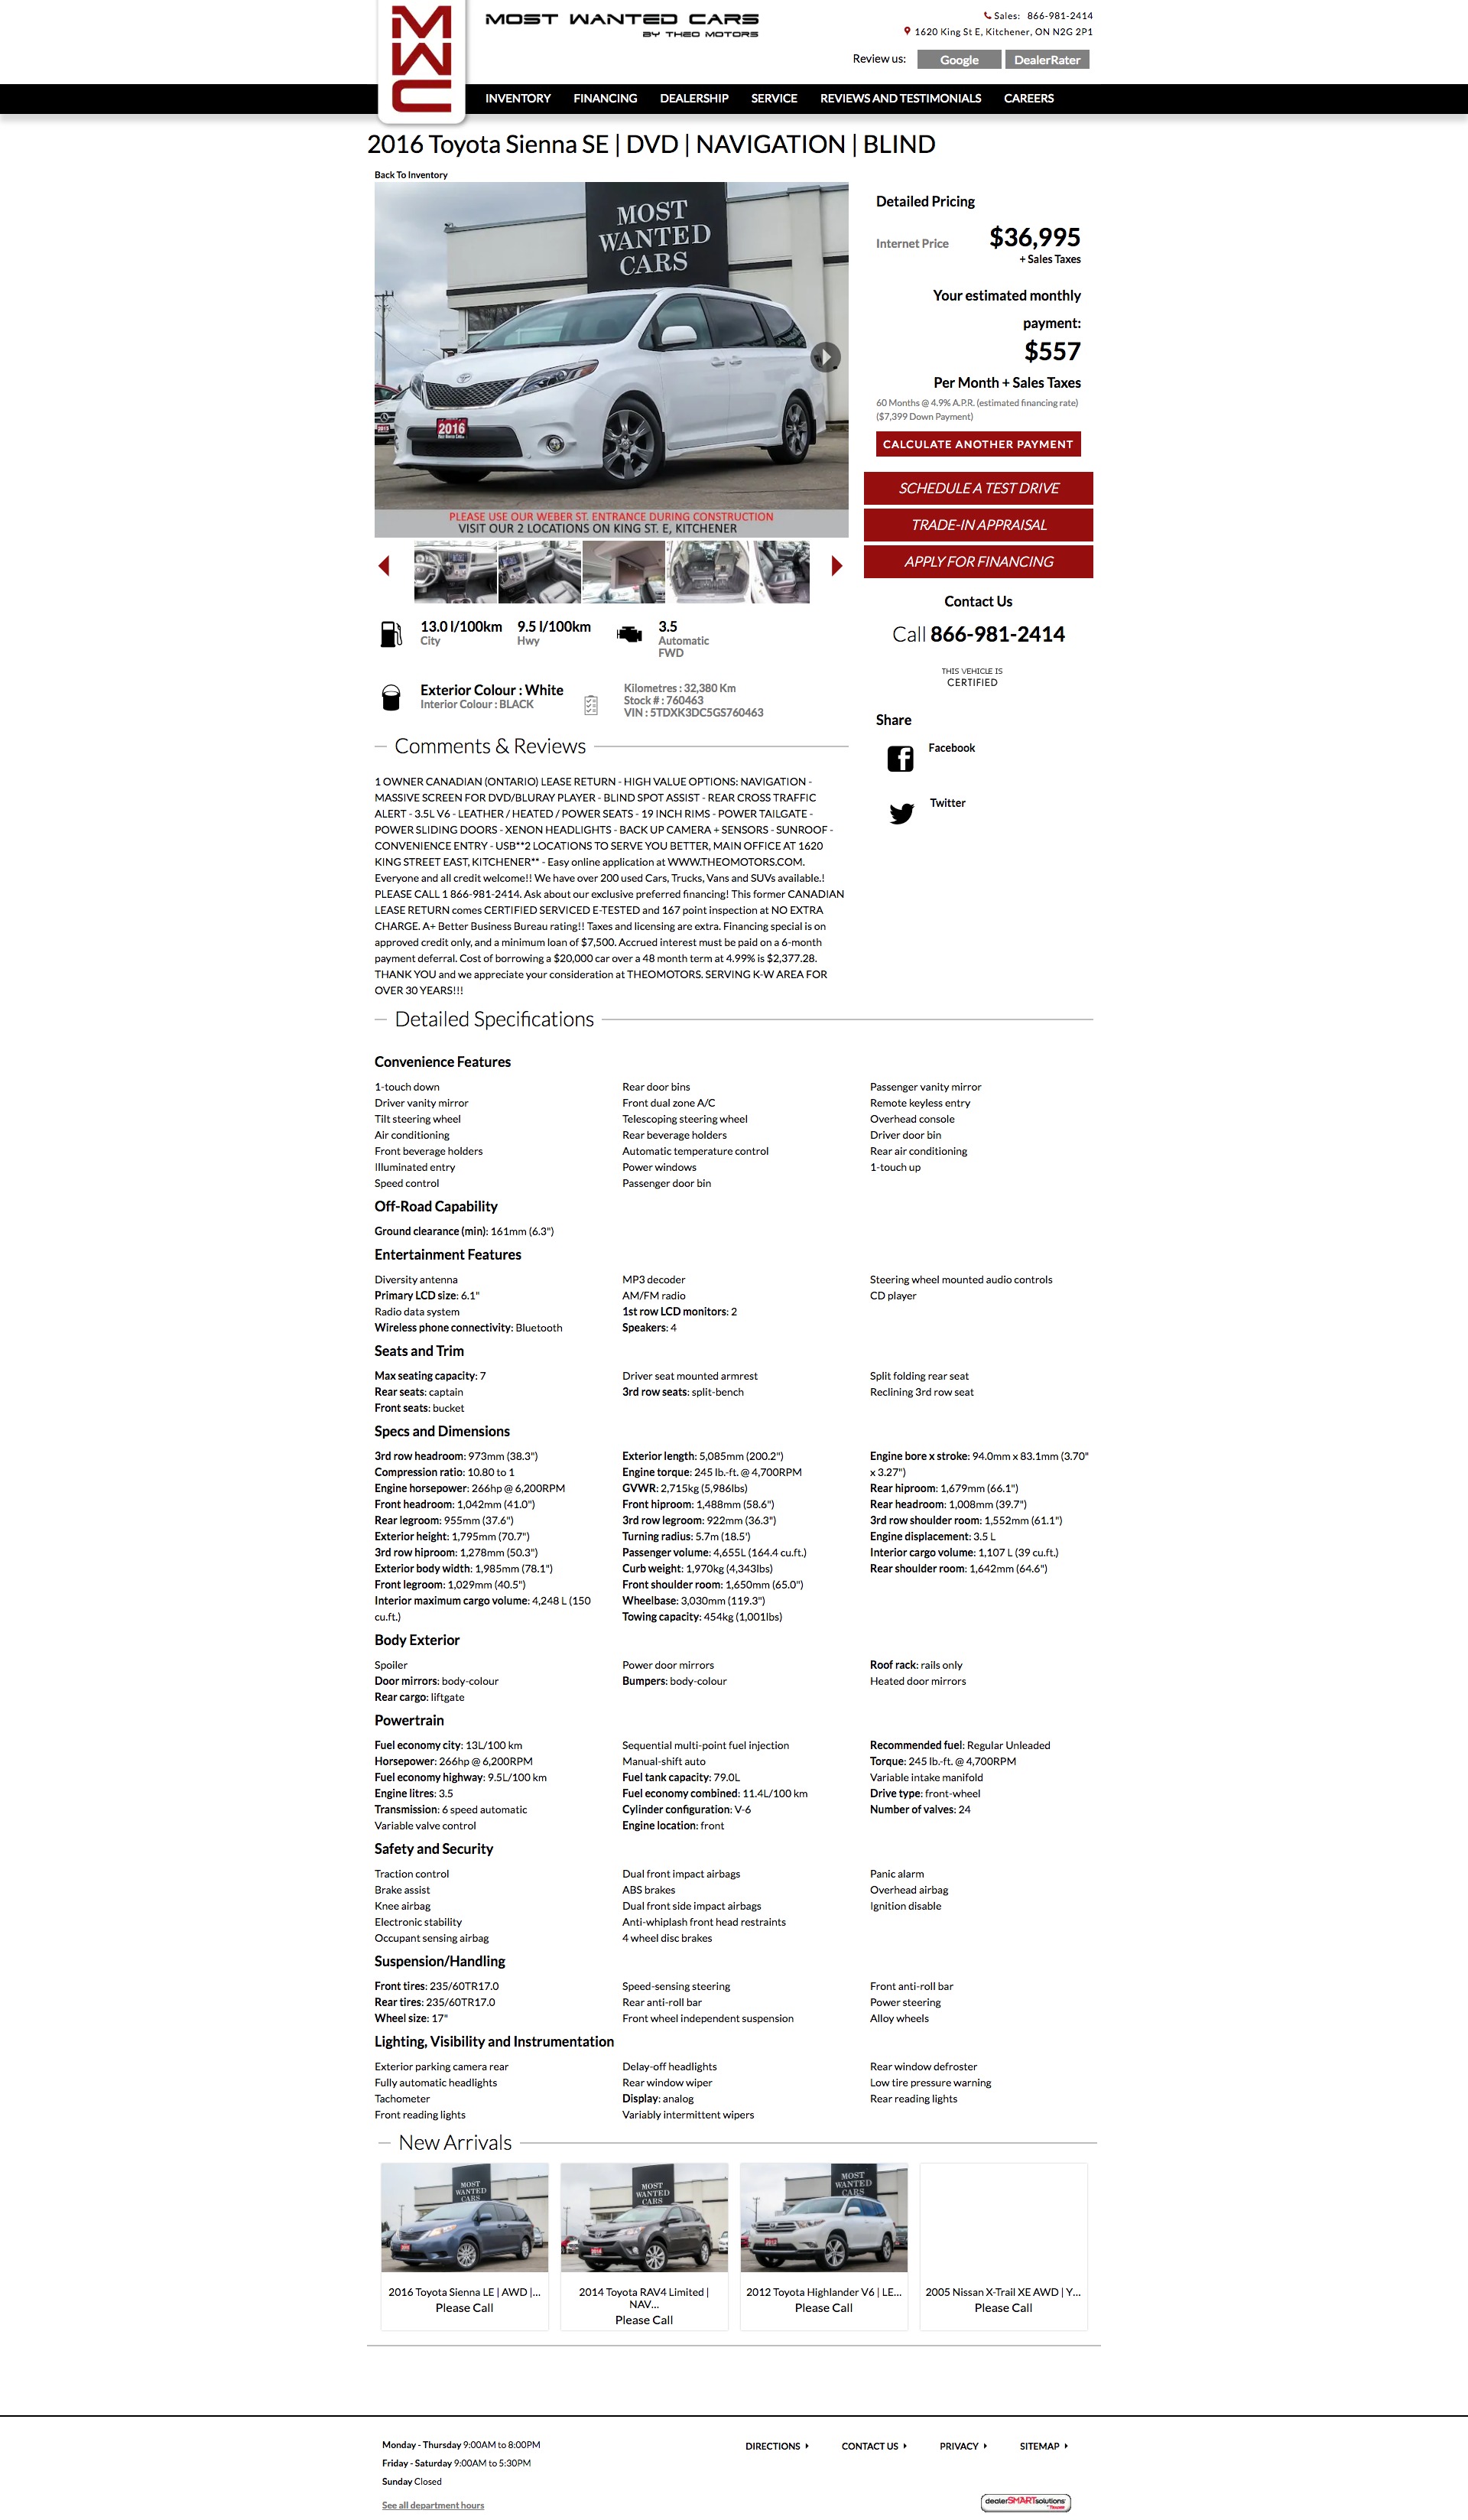 MWC
MOST WANTED CARS
BY THEO MOTORS
Sales: 866-981-2414
1620 King St E, Kitchener, ON N2G 2P1
Review us: Google DealerRater
INVENTORY FINANCING DEALERSHIP SERVICE REVIEWS AND TESTIMONIALS CAREERS
2016 Toyota Sienna SE | DVD | NAVIGATION | BLIND
Back To Inventory
MOST
WANTED
CARS
2016
PLEASE USE OUR WEBER ST. ENTRANCE DURING CONSTRUCTION
VISIT OUR 2 LOCATIONS ON KING ST. E, KITCHENER
Detailed Pricing
Internet Price $36,995
+ Sales Taxes
Your estimated monthly
payment:
$557
Per Month + Sales Taxes
60 Months @ 4.9% A.P.R. (estimated financing rate)
($7,399 Down Payment)
CALCULATE ANOTHER PAYMENT
SCHEDULE A TEST DRIVE
TRADE-IN APPRAISAL
APPLY FOR FINANCING
Contact Us
Call 866-981-2414
THIS VEHICLE IS
CERTIFIED
Share
Facebook
Twitter
13.0 l/100km 9.5 l/100km 3.5
City Hwy Automatic
FWD
Exterior Colour : White
Interior Colour : BLACK
Kilometres : 32,380 Km
Stock # : 760463
VIN : 5TDXK3DC5GS760463
Comments & Reviews
1 OWNER CANADIAN (ONTARIO) LEASE RETURN - HIGH VALUE OPTIONS: NAVIGATION -
MASSIVE SCREEN FOR DVD/BLURAY PLAYER - BLIND SPOT ASSIST - REAR CROSS TRAFFIC
ALERT - 3.5L V6 - LEATHER / HEATED / POWER SEATS - 19 INCH RIMS - POWER TAILGATE -
POWER SLIDING DOORS - XENON HEADLIGHTS - BACK UP CAMERA + SENSORS - SUNROOF -
CONVENIENCE ENTRY - USB**2 LOCATIONS TO SERVE YOU BETTER, MAIN OFFICE AT 1620
KING STREET EAST, KITCHENER** - Easy online application at WWW.THEOMOTORS.COM.
Everyone and all credit welcome!! We have over 200 used Cars, Trucks, Vans and SUVs available.!
PLEASE CALL 1 866-981-2414. Ask about our exclusive preferred financing! This former CANADIAN
LEASE RETURN comes CERTIFIED SERVICED E-TESTED and 167 point inspection at NO EXTRA
CHARGE. A+ Better Business Bureau rating!! Taxes and licensing are extra. Financing special is on
approved credit only, and a minimum loan of $7,500. Accrued interest must be paid on a 6-month
payment deferral. Cost of borrowing a $20,000 car over a 48 month term at 4.99% is $2,377.28.
THANK YOU and we appreciate your consideration at THEOMOTORS. SERVING K-W AREA FOR
OVER 30 YEARS!!!
Detailed Specifications
Convenience Features
1-touch down Rear door bins Passenger vanity mirror
Driver vanity mirror Front dual zone A/C Remote keyless entry
Tilt steering wheel Telescoping steering wheel Overhead console
Air conditioning Rear beverage holders Driver door bin
Front beverage holders Automatic temperature control Rear air conditioning
Illuminated entry Power windows 1-touch up
Speed control Passenger door bin
Off-Road Capability
Ground clearance (min): 161mm (6.3")
Entertainment Features
Diversity antenna MP3 decoder Steering wheel mounted audio controls
Primary LCD size: 6.1" AM/FM radio CD player
Radio data system 1st row LCD monitors: 2
Wireless phone connectivity: Bluetooth Speakers: 4
Seats and Trim
Max seating capacity: 7 Driver seat mounted armrest Split folding rear seat
Rear seats: captain 3rd row seats: split-bench Reclining 3rd row seat
Front seats: bucket
Specs and Dimensions
3rd row headroom: 973mm (38.3") Exterior length: 5,085mm (200.2") Engine bore x stroke: 94.0mm x 83.1mm (3.70"
Compression ratio: 10.80 to 1 Engine torque: 245 lb.-ft. @ 4,700RPM x 3.27")
Engine horsepower: 266hp @ 6,200RPM GVWR: 2,715kg (5,986lbs) Rear hiproom: 1,679mm (66.1")
Front headroom: 1,042mm (41.0") Front hiproom: 1,488mm (58.6") Rear headroom: 1,008mm (39.7")
Rear legroom: 955mm (37.6") 3rd row legroom: 922mm (36.3") 3rd row shoulder room: 1,552mm (61.1")
Exterior height: 1,795mm (70.7") Turning radius: 5.7m (18.5') Engine displacement: 3.5 L
3rd row hiproom: 1,278mm (50.3") Passenger volume: 4,655L (164.4 cu.ft.) Interior cargo volume: 1,107 L (39 cu.ft.)
Exterior body width: 1,985mm (78.1") Curb weight: 1,970kg (4,343lbs) Rear shoulder room: 1,642mm (64.6")
Front legroom: 1,029mm (40.5") Front shoulder room: 1,650mm (65.0")
Interior maximum cargo volume: 4,248 L (150 Wheelbase: 3,030mm (119.3")
cu.ft.) Towing capacity: 454kg (1,001lbs)
Body Exterior
Spoiler Power door mirrors Roof rack: rails only
Door mirrors: body-colour Bumpers: body-colour Heated door mirrors
Rear cargo: liftgate
Powertrain
Fuel economy city: 13L/100 km Sequential multi-point fuel injection Recommended fuel: Regular Unleaded
Horsepower: 266hp @ 6,200RPM Manual-shift auto Torque: 245 lb.-ft. @ 4,700RPM
Fuel economy highway: 9.5L/100 km Fuel tank capacity: 79.0L Variable intake manifold
Engine litres: 3.5 Fuel economy combined: 11.4L/100 km Drive type: front-wheel
Transmission: 6 speed automatic Cylinder configuration: V-6 Number of valves: 24
Variable valve control Engine location: front
Safety and Security
Traction control Dual front impact airbags Panic alarm
Brake assist ABS brakes Overhead airbag
Knee airbag Dual front side impact airbags Ignition disable
Electronic stability Anti-whiplash front head restraints
Occupant sensing airbag 4 wheel disc brakes
Suspension/Handling
Front tires: 235/60TR17.0 Speed-sensing steering Front anti-roll bar
Rear tires: 235/60TR17.0 Rear anti-roll bar Power steering
Wheel size: 17" Front wheel independent suspension Alloy wheels
Lighting, Visibility and Instrumentation
Exterior parking camera rear Delay-off headlights Rear window defroster
Fully automatic headlights Rear window wiper Low tire pressure warning
Tachometer Display: analog Rear reading lights
Front reading lights Variably intermittent wipers
New Arrivals
MOST WANTED CARS MOST WANTED CARS MOST WANTED CARS
2016 Toyota Sienna LE | AWD |... 2014 Toyota RAV4 Limited | 2012 Toyota Highlander V6 | LE... 2005 Nissan X-Trail XE AWD | Y...
NAV...
Please Call Please Call Please Call Please Call
Monday - Thursday 9:00AM to 8:00PM
Friday - Saturday 9:00AM to 5:30PM
Sunday Closed
See all department hours
DIRECTIONS CONTACT US PRIVACY SITEMAP
dealerSMARTsolutions